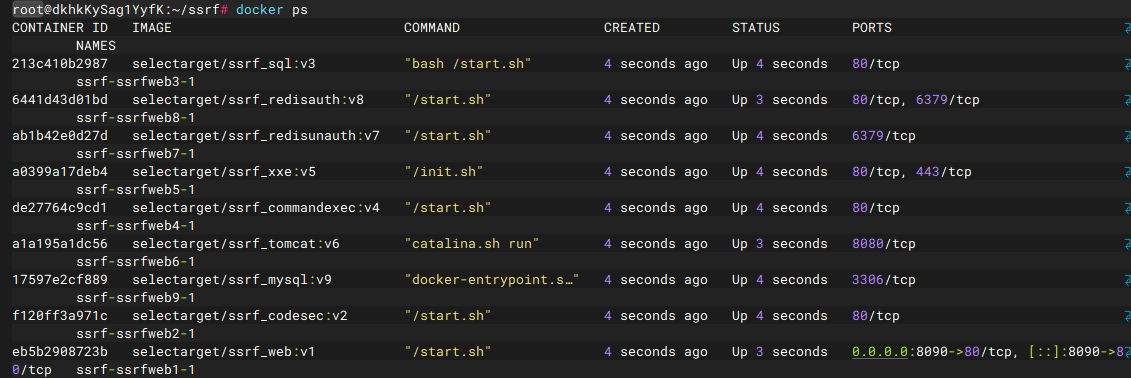 root@dkhkKySag1YyfK:~/ssrf# docker ps
CONTAINER ID   IMAGE                             COMMAND                  CREATED         STATUS         PORTS
        NAMES
213c410b2987   selectarget/ssrf_sql:v3           "bash /start.sh"         4 seconds ago   Up 4 seconds   80/tcp
        ssrf-ssrfweb3-1
6441d43d01bd   selectarget/ssrf_redisauth:v8     "/start.sh"              4 seconds ago   Up 3 seconds   80/tcp, 6379/tcp
        ssrf-ssrfweb8-1
ab1b42e0d27d   selectarget/ssrf_redisunauth:v7   "/start.sh"              4 seconds ago   Up 4 seconds   6379/tcp
        ssrf-ssrfweb7-1
a0399a17deb4   selectarget/ssrf_xxe:v5           "/init.sh"               4 seconds ago   Up 4 seconds   80/tcp, 443/tcp
        ssrf-ssrfweb5-1
de27764c9cd1   selectarget/ssrf_commandexec:v4   "/start.sh"              4 seconds ago   Up 4 seconds   80/tcp
        ssrf-ssrfweb4-1
a1a195a1dc56   selectarget/ssrf_tomcat:v6        "catalina.sh run"        4 seconds ago   Up 3 seconds   8080/tcp
        ssrf-ssrfweb6-1
17597e2cf889   selectarget/ssrf_mysql:v9         "docker-entrypoint.s…"   4 seconds ago   Up 4 seconds   3306/tcp
        ssrf-ssrfweb9-1
f120ff3a971c   selectarget/ssrf_codesec:v2       "/start.sh"              4 seconds ago   Up 4 seconds   80/tcp
        ssrf-ssrfweb2-1
eb5b2908723b   selectarget/ssrf_web:v1           "/start.sh"              4 seconds ago   Up 3 seconds   0.0.0.0:8090->80/tcp, [::]:8090->8
0/tcp   ssrf-ssrfweb1-1